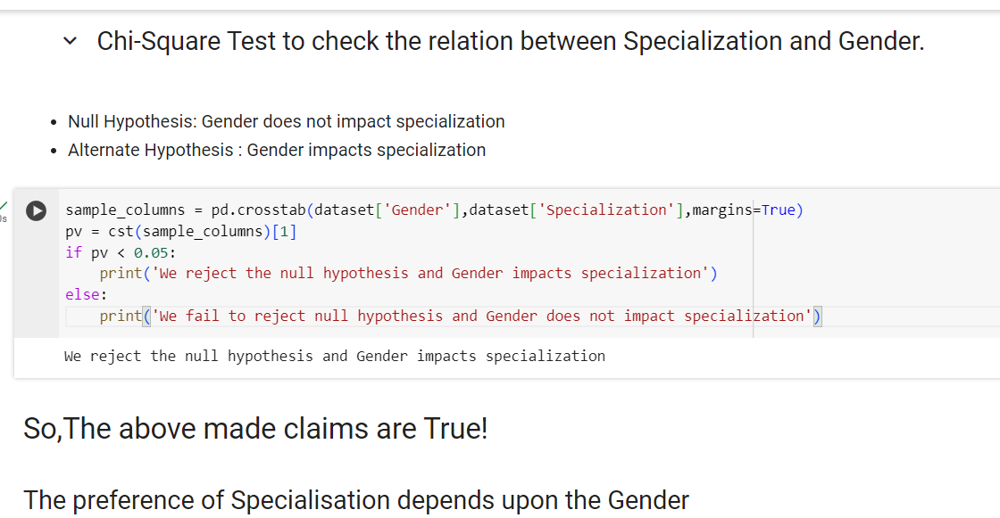 Chi-Square Test to check the relation between Specialization and Gender.
Null Hypothesis: Gender does not impact specialization
Alternate Hypothesis : Gender impacts specialization
sample_columns = pd.crosstab(dataset['Gender'],dataset['Specialization'],margins=True)
pv = cst(sample_columns)[1]
if pv < 0.05:
    print('We reject the null hypothesis and Gender impacts specialization')
else:
    print('We fail to reject null hypothesis and Gender does not impact specialization')
We reject the null hypothesis and Gender impacts specialization
So,The above made claims are True!
The preference of Specialisation depends upon the Gender